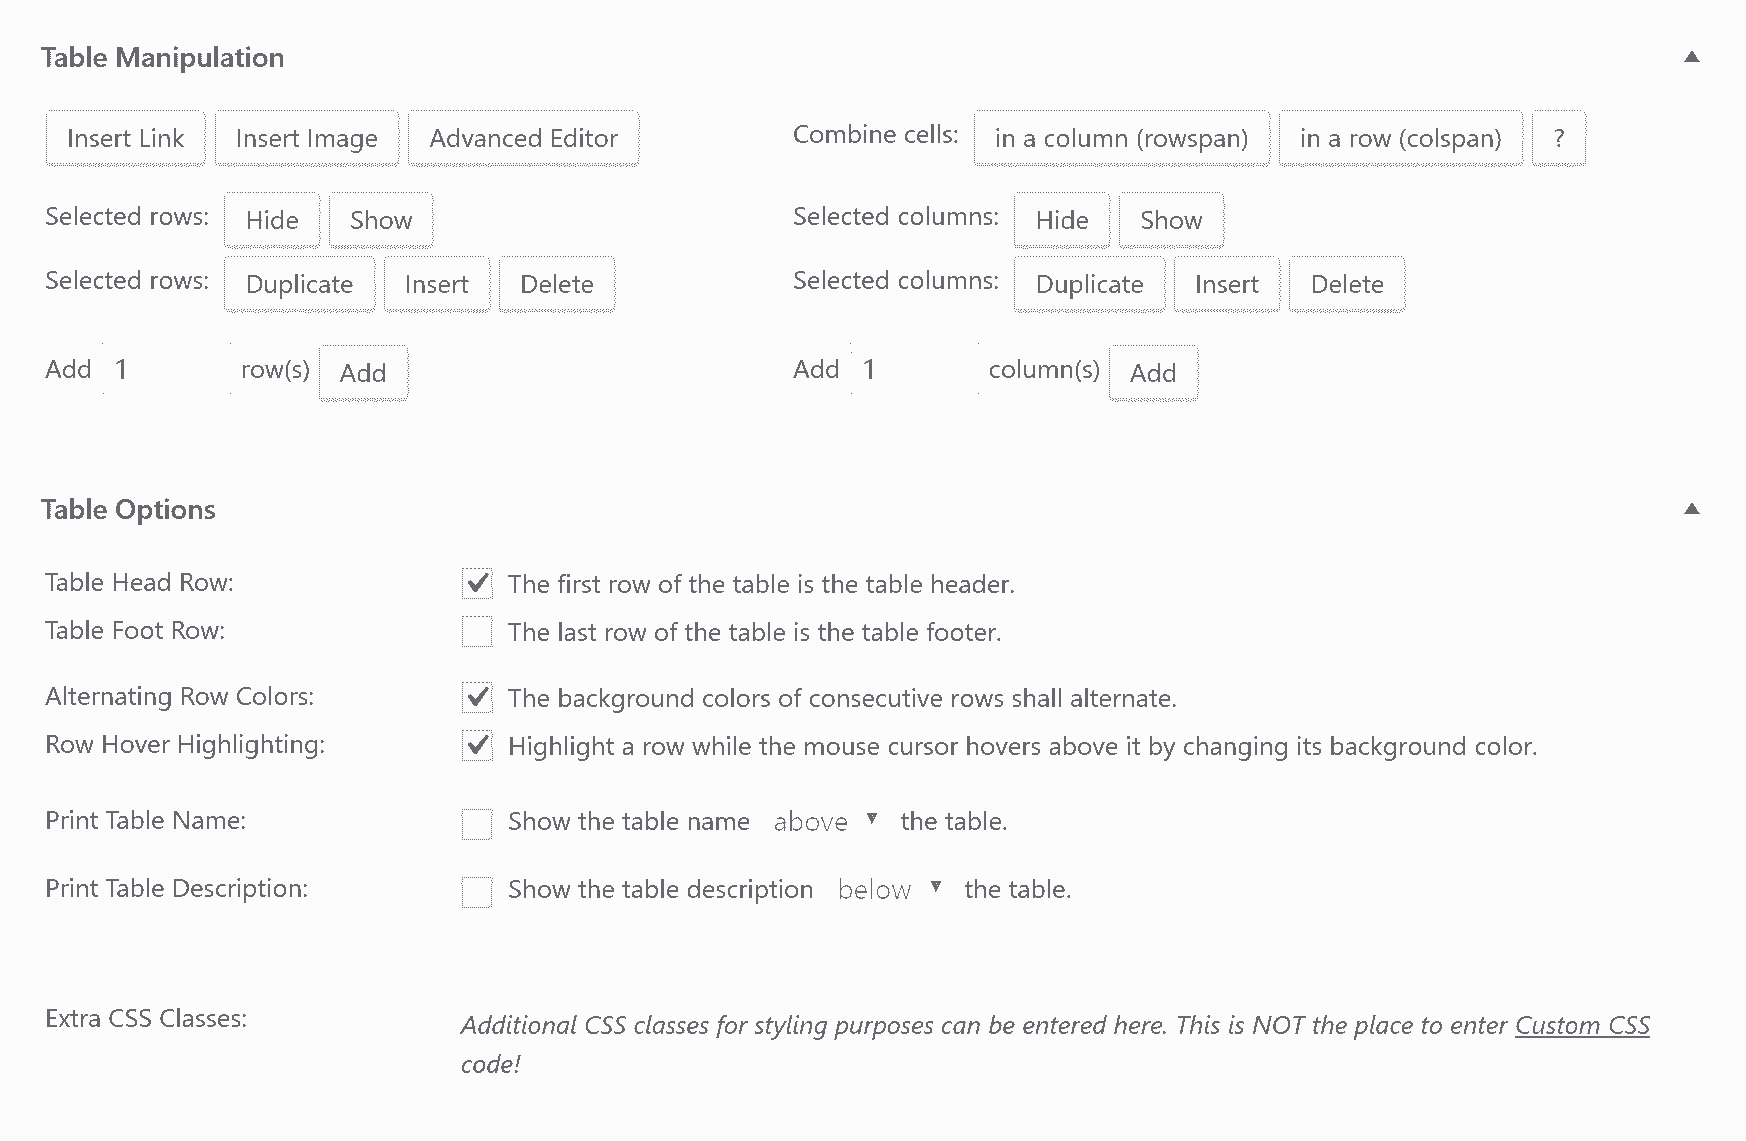 Table Manipulation ▲
Insert Link Insert Image Advanced Editor Combine cells: in a column (rowspan) in a row (colspan) ?
Selected rows: Hide Show Selected columns: Hide Show
Selected rows: Duplicate Insert Delete Selected columns: Duplicate Insert Delete
Add 1 row(s) Add Add 1 column(s) Add
Table Options ▲
Table Head Row: The first row of the table is the table header.
Table Foot Row: The last row of the table is the table footer.
Alternating Row Colors: The background colors of consecutive rows shall alternate.
Row Hover Highlighting: Highlight a row while the mouse cursor hovers above it by changing its background color.
Print Table Name: Show the table name above ▼ the table.
Print Table Description: Show the table description below ▼ the table.
Extra CSS Classes: Additional CSS classes for styling purposes can be entered here. This is NOT the place to enter Custom CSS
code!